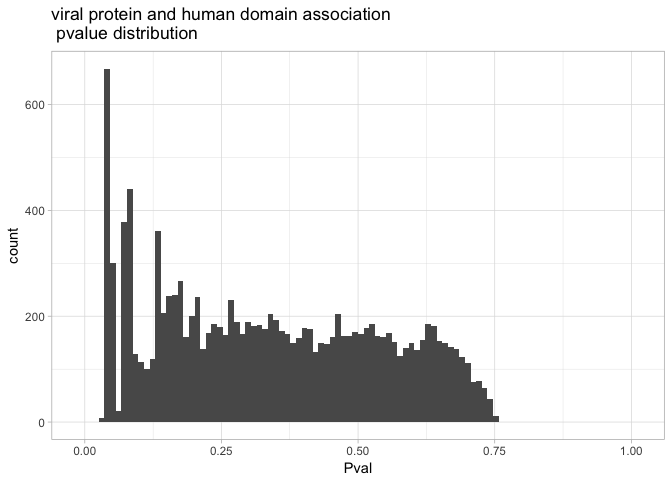 viral protein and human domain association
pvalue distribution
600
400
200
0
count
0.00 0.25 0.50 0.75 1.00
Pval